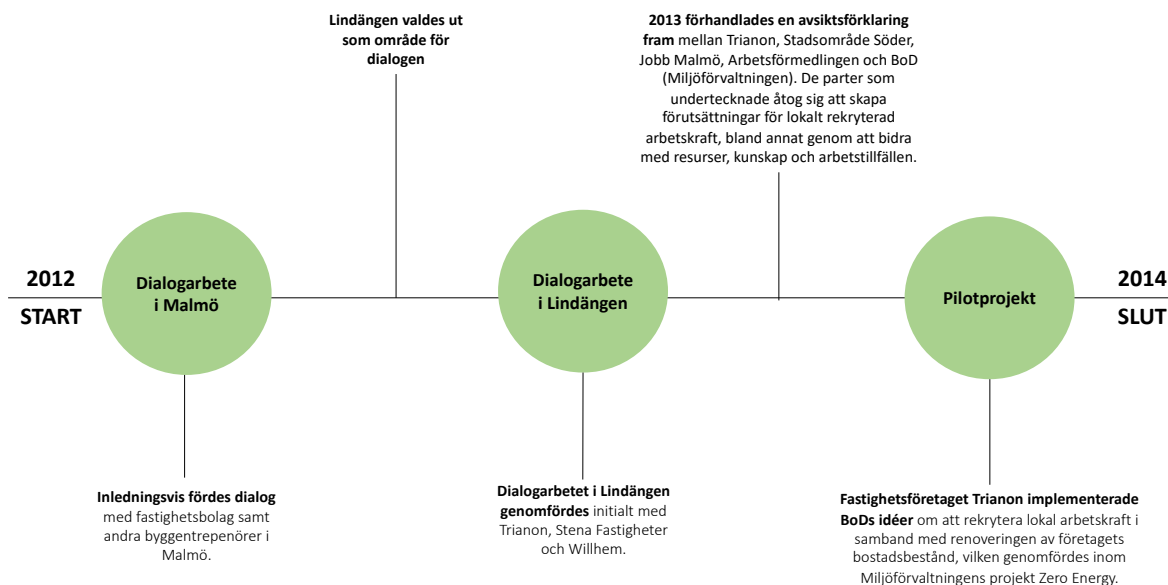 Lindängen valdes ut
som område för
dialogen
2013 förhandlades en avsiktsförklaring
fram mellan Trianon, Stadsområde Söder,
Jobb Malmö, Arbetsförmedlingen och BoD
(Miljöförvaltningen). De parter som
undertecknade åtog sig att skapa
förutsättningar för lokalt rekryterad
arbetskraft, bland annat genom att bidra
med resurser, kunskap och arbetstillfällen.
2012
START
Dialogarbete
i Malmö
Dialogarbete
i Lindängen
Pilotprojekt
2014
SLUT
Inledningsvis fördes dialog
med fastighetsbolag samt
andra byggentrepenörer i
Malmö.
Dialogarbetet i Lindängen
genomfördes initialt med
Trianon, Stena Fastigheter
och Willhem.
Fastighetsföretaget Trianon implementerade
BoDs idéer om att rekrytera lokal arbetskraft i
samband med renoveringen av företagets
bostadsbestånd, vilken genomfördes inom
Miljöförvaltningens projekt Zero Energy.